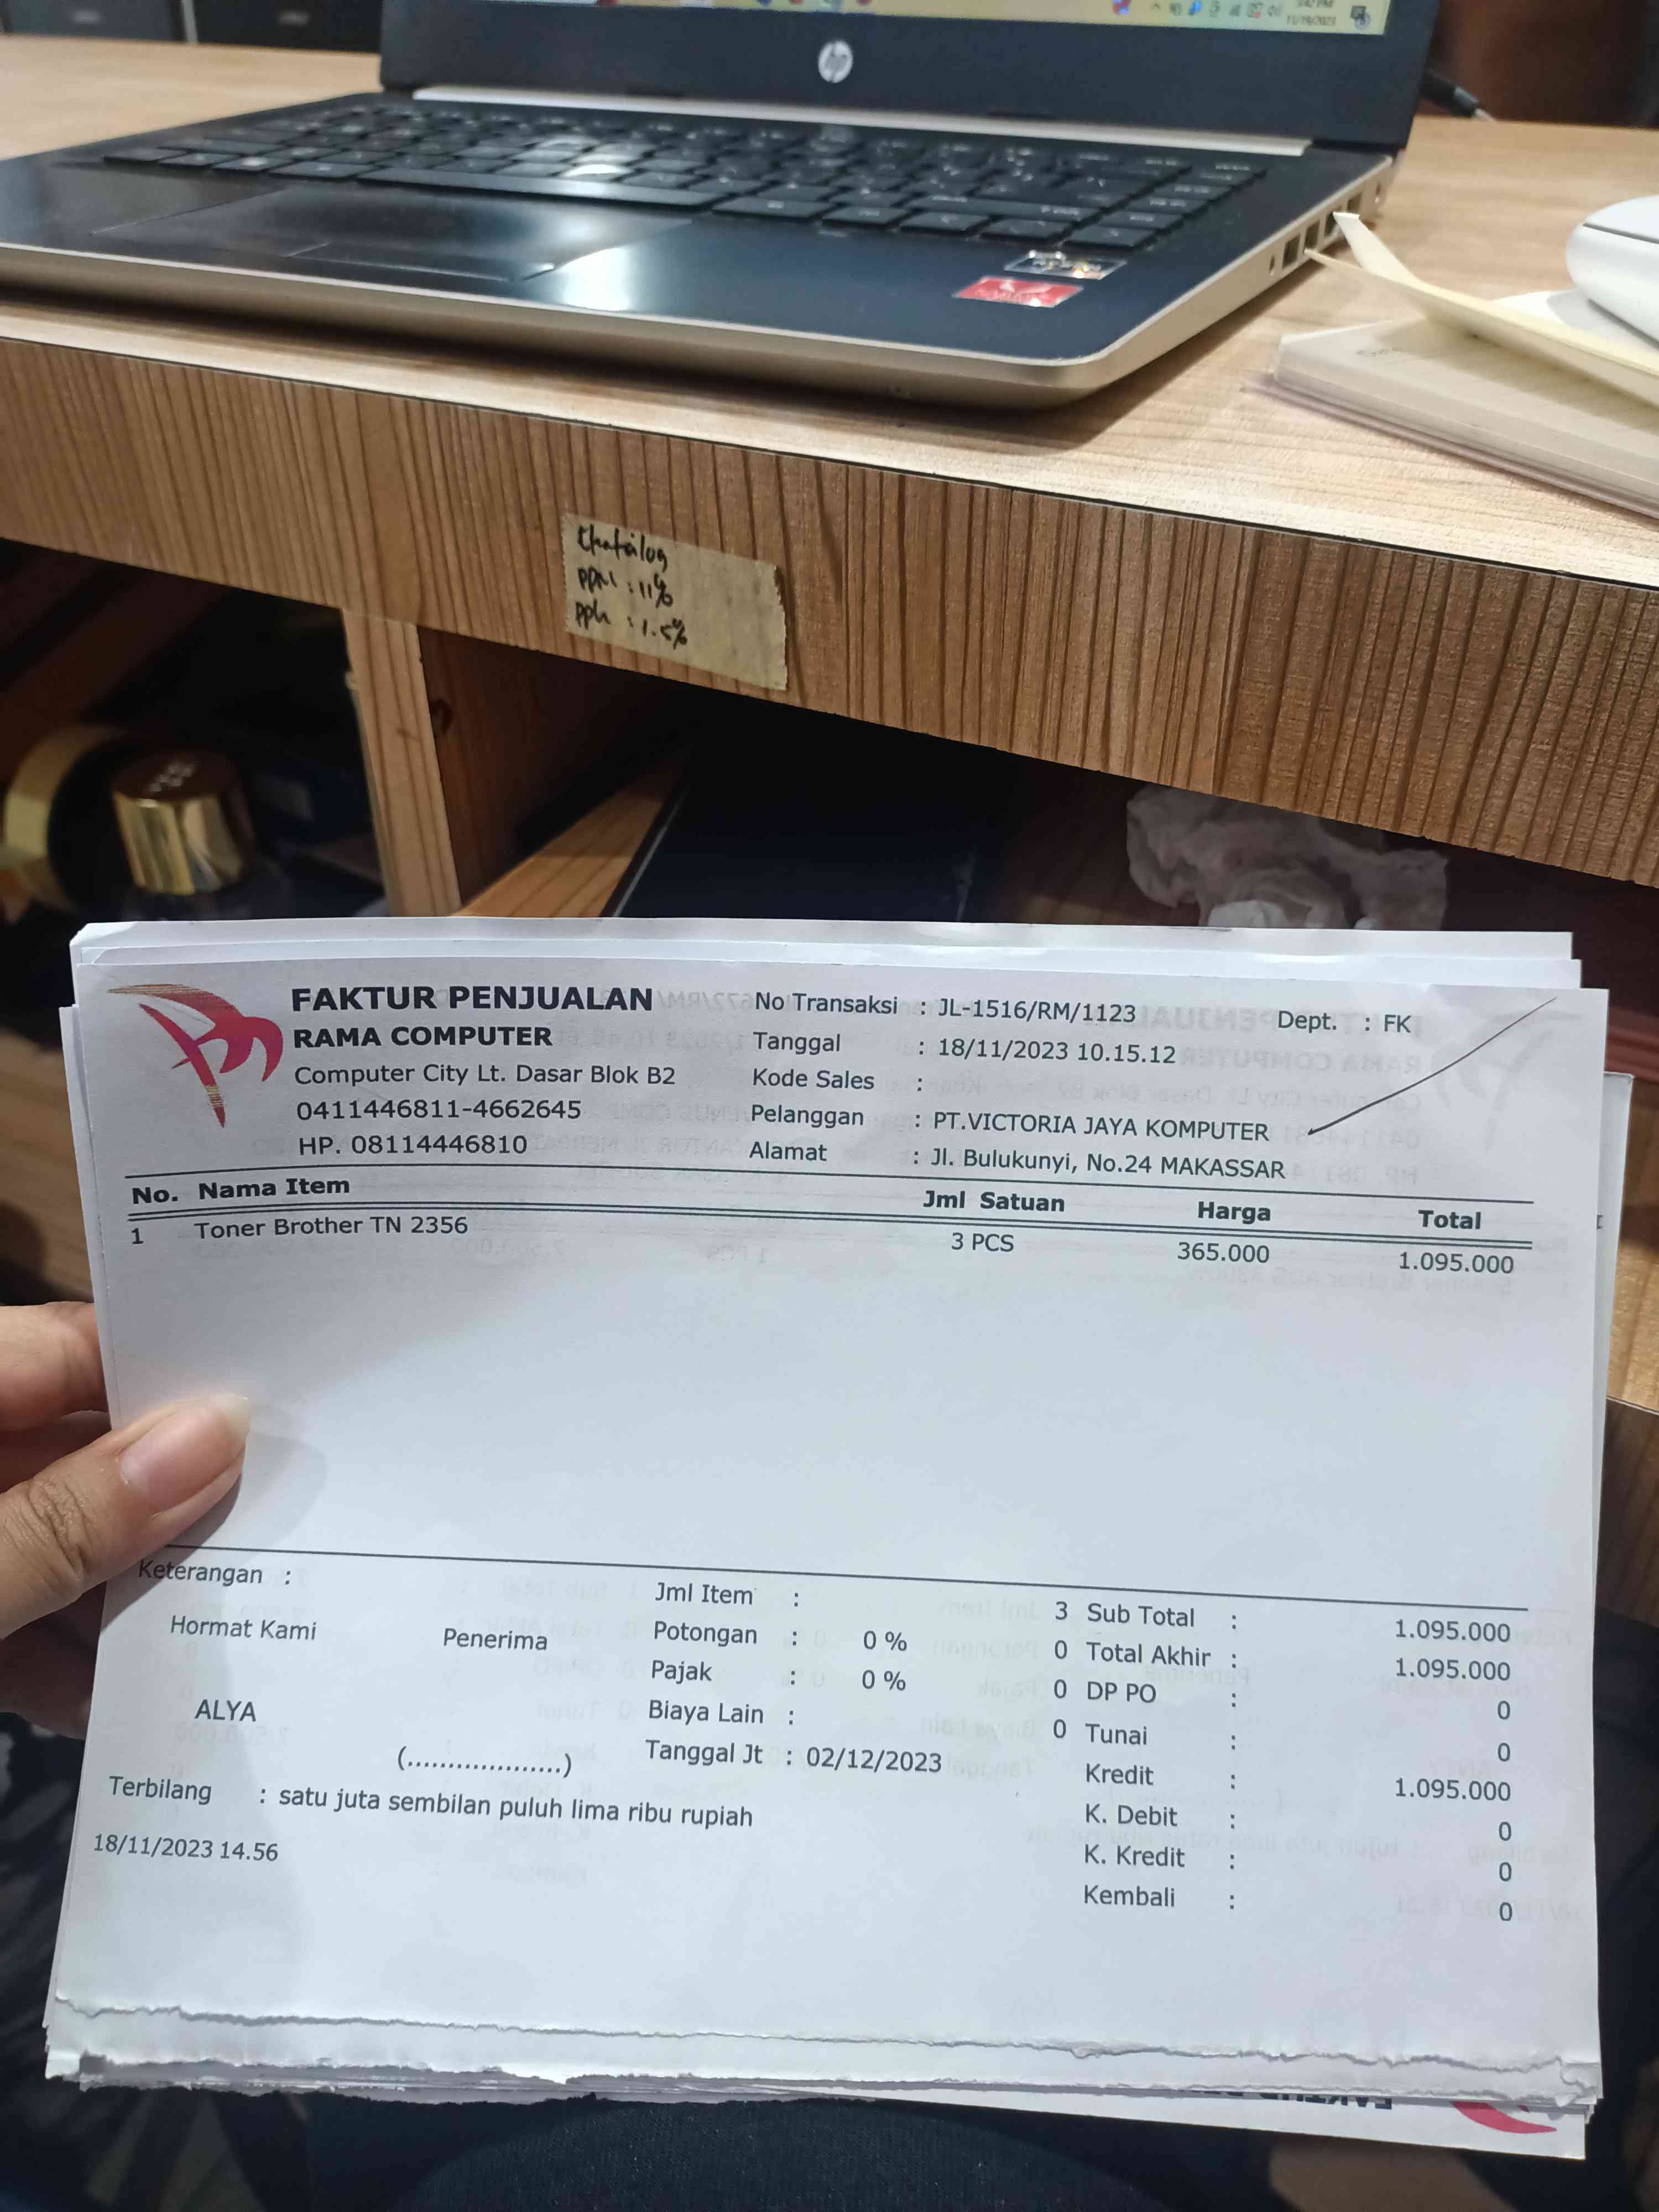 hp
11/19/2023
Chatalog
ppn : 11%
pph : 1.5%
FAKTUR PENJUALAN
RAMA COMPUTER
Computer City Lt. Dasar Blok B2
0411446811-4662645
HP. 08114446810
No Transaksi : JL-1516/RM/1123
Dept. : FK
Tanggal : 18/11/2023 10.15.12
Kode Sales :
Pelanggan : PT.VICTORIA JAYA KOMPUTER
Alamat : Jl. Bulukunyi, No.24 MAKASSAR
No. Nama Item Jml Satuan Harga Total
1 Toner Brother TN 2356 3 PCS 365.000 1.095.000
Keterangan :
Hormat Kami
Penerima
ALYA
(...................)
Jml Item : 3
Potongan : 0 % 0
Pajak : 0 % 0
Biaya Lain : 0
Tanggal Jt : 02/12/2023
Sub Total : 1.095.000
Total Akhir : 1.095.000
DP PO : 0
Tunai : 0
Kredit : 1.095.000
K. Debit : 0
K. Kredit : 0
Kembali : 0
Terbilang : satu juta sembilan puluh lima ribu rupiah
18/11/2023 14.56